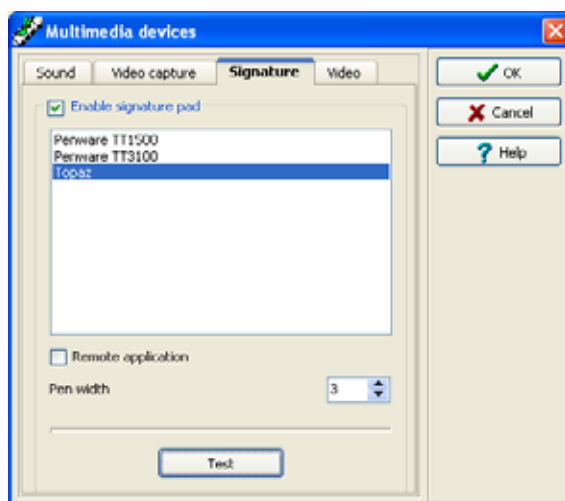 Multimedia devices
Sound Video capture Signature Video
Enable signature pad
Penware TT1500
Penware TT3100
Topaz
Remote application
Pen width 3
Test
OK
Cancel
? Help